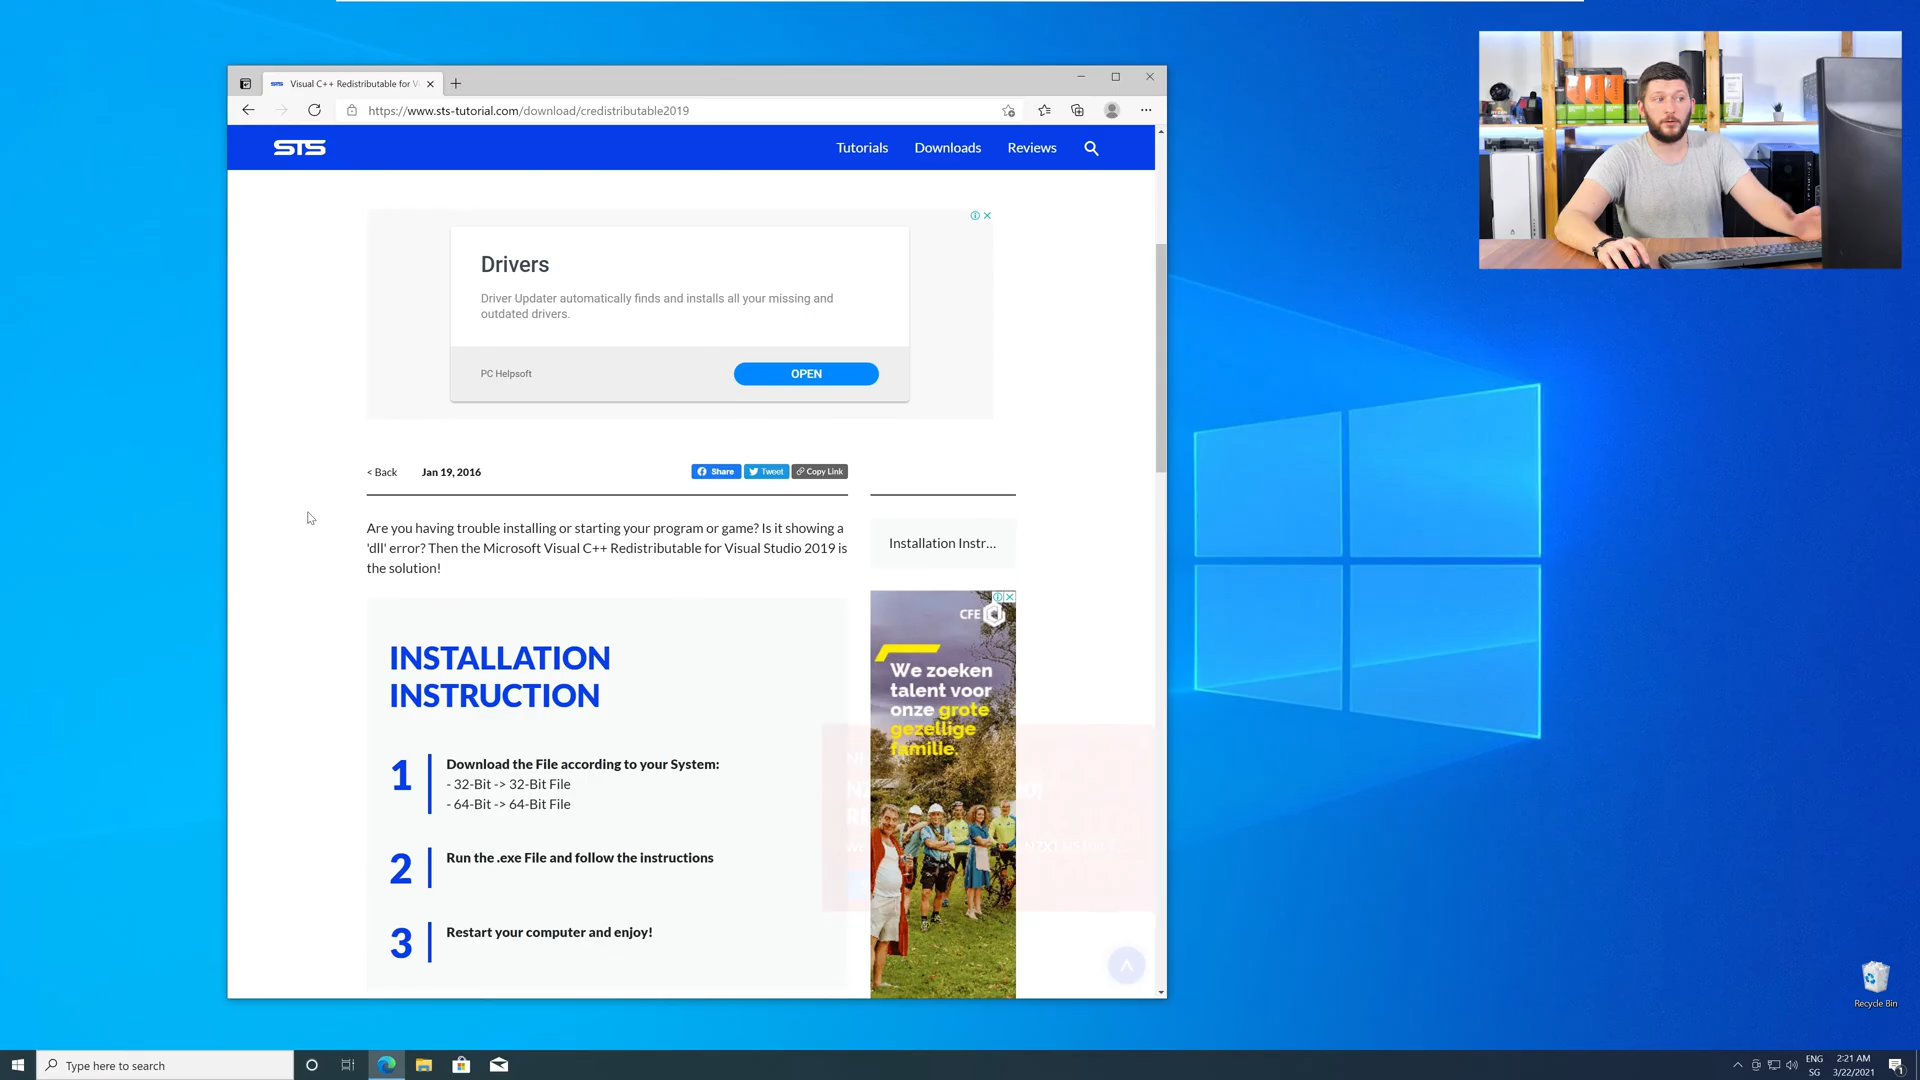 Visual C++ Redistributable for V
https://www.sts-tutorial.com/download/credistributable2019
STS
Tutorials
Downloads
Reviews
Drivers
Driver Updater automatically finds and installs all your missing and
outdated drivers.
PC Helpsoft
OPEN
< Back
Jan 19, 2016
Share
Tweet
Copy Link
Are you having trouble installing or starting your program or game? Is it showing a
'dll' error? Then the Microsoft Visual C++ Redistributable for Visual Studio 2019 is
the solution!
Installation Instr...
INSTALLATION
INSTRUCTION
1
Download the File according to your System:
- 32-Bit -> 32-Bit File
- 64-Bit -> 64-Bit File
2
Run the .exe File and follow the instructions
3
Restart your computer and enjoy!
CFE
We zoeken
talent voor
onze grote
gezellige
familie.
Recycle Bin
Type here to search
ENG
SG
2:21 AM
3/22/2021